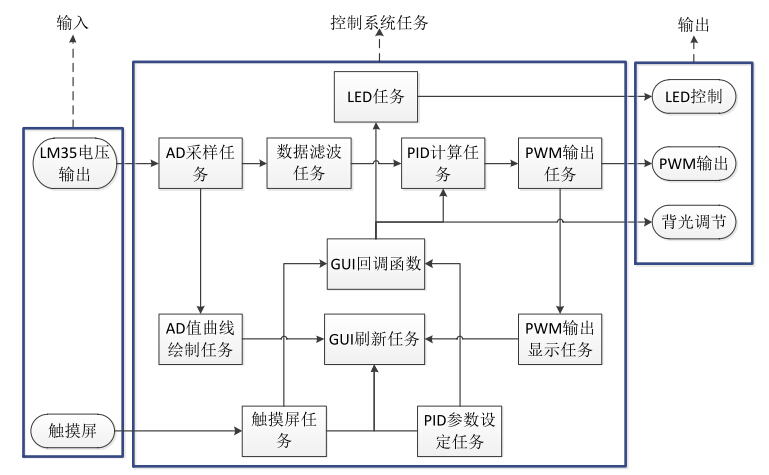 输入
控制系统任务
输出
LED任务
LED控制
LM35电压
输出
AD采样任
务
数据滤波
任务
PID计算任
务
PWM输出
任务
PWM输出
背光调节
GUI回调函数
AD值曲线
绘制任务
GUI刷新任务
PWM输出
显示任务
触摸屏
触摸屏任
务
PID参数设
定任务